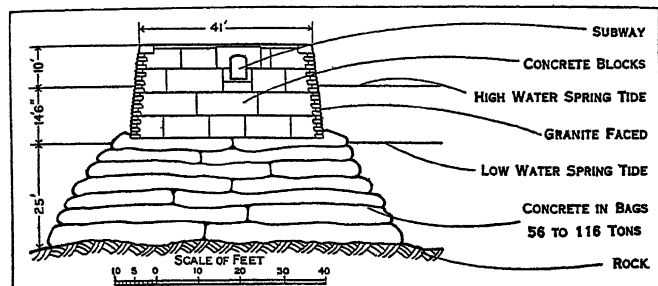 41'
SUBWAY
10'
CONCRETE BLOCKS
HIGH WATER SPRING TIDE
14'6"
GRANITE FACED
LOW WATER SPRING TIDE
25'
CONCRETE IN BAGS
56 TO 116 TONS
ROCK
SCALE OF FEET
10 5 0 10 20 30 40